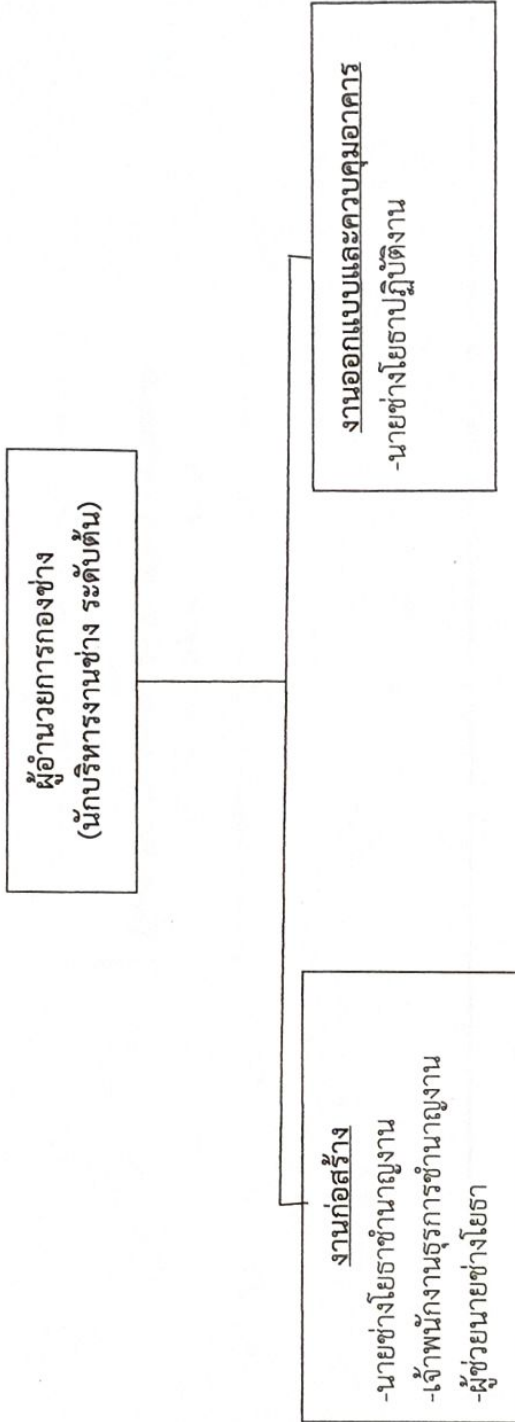 ผู้อำนวยการกองช่าง
(นักบริหารงานช่าง ระดับต้น)
งานก่อสร้าง
-นายช่างโยธาชำนาญงาน
-เจ้าพนักงานธุรการชำนาญงาน
-ผู้ช่วยนายช่างโยธา
งานออกแบบและควบคุมอาคาร
-นายช่างโยธาปฏิบัติงาน